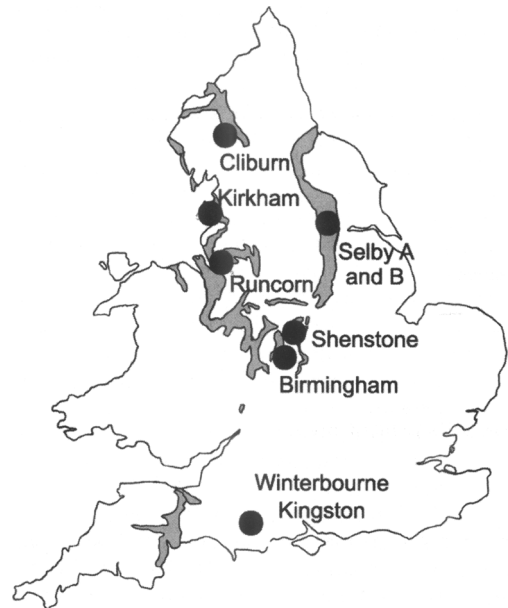 Cliburn
Kirkham
Selby A
and B
Runcorn
Shenstone
Birmingham
Winterbourne
Kingston